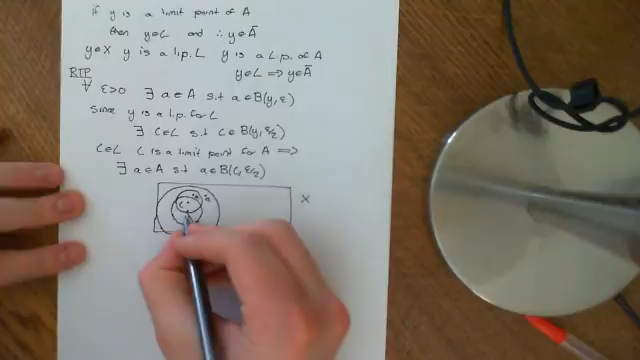 if y is a limit point of A
then y∈L and ∴ y∈Ā
y∈X y is a l.p. L y is a L.p. of A
y∈L ⟹ y∈Ā
RTP
∀ ε>0 ∃ a∈A s.t a∈B(y, ε)
Since y is a l.p. for L
∃ C∈L s.t C∈B(y, ε/2)
C∈L C is a limit point for A ⟹
∃ a∈A s.t a∈B(C, ε/2)
X